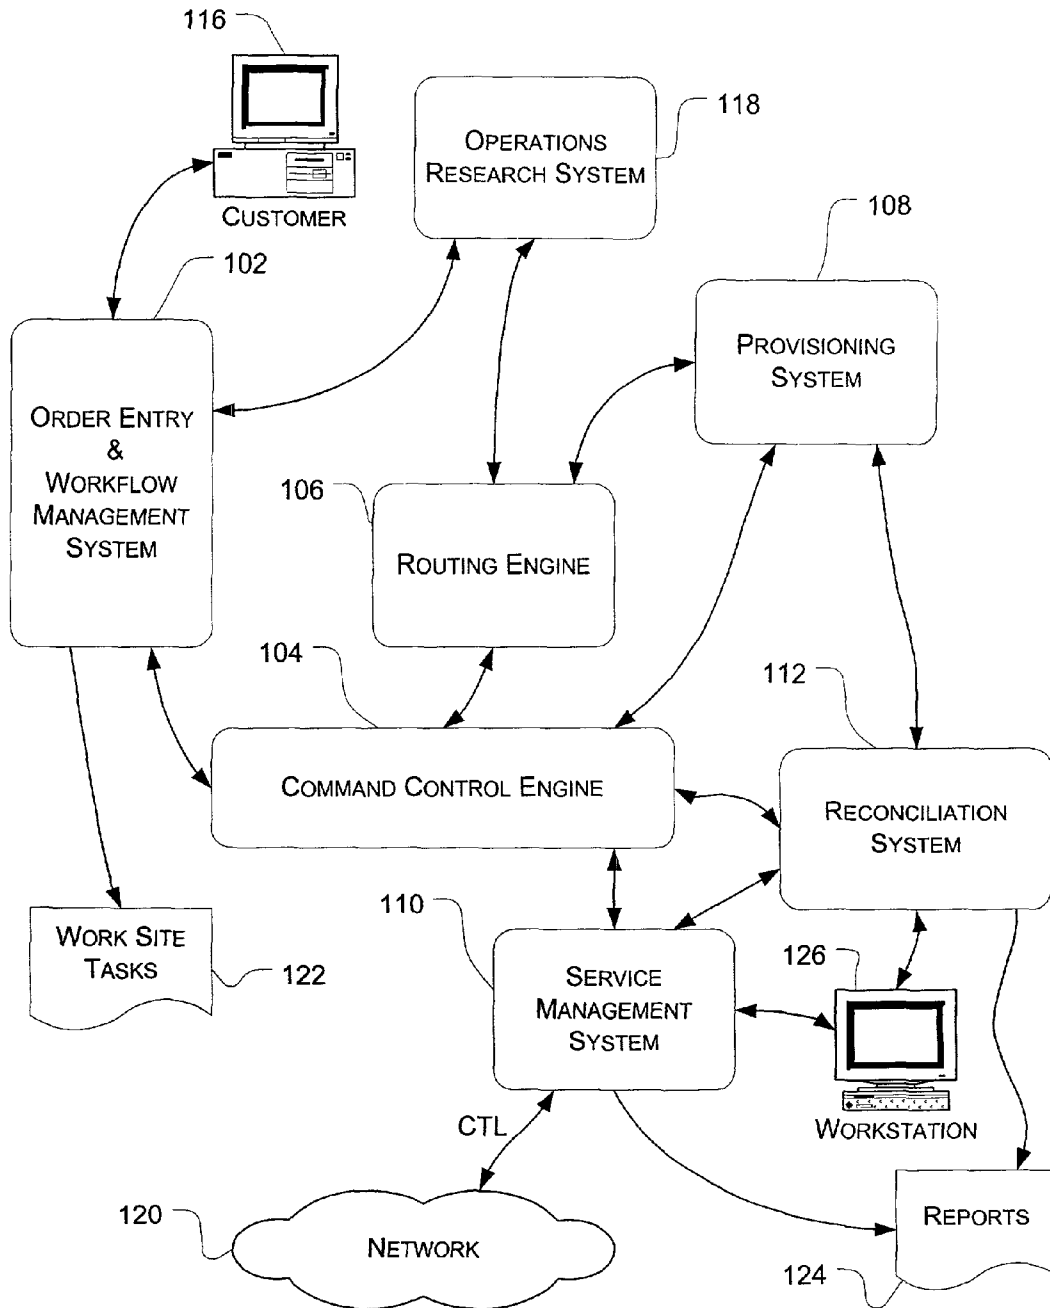 116
118
OPERATIONS
RESEARCH SYSTEM
CUSTOMER
108
102
PROVISIONING
SYSTEM
ORDER ENTRY
&
WORKFLOW
MANAGEMENT
SYSTEM
106
ROUTING ENGINE
104
112
COMMAND CONTROL ENGINE
RECONCILIATION
SYSTEM
110
WORK SITE
TASKS
122
126
SERVICE
MANAGEMENT
SYSTEM
CTL
WORKSTATION
120
NETWORK
REPORTS
124